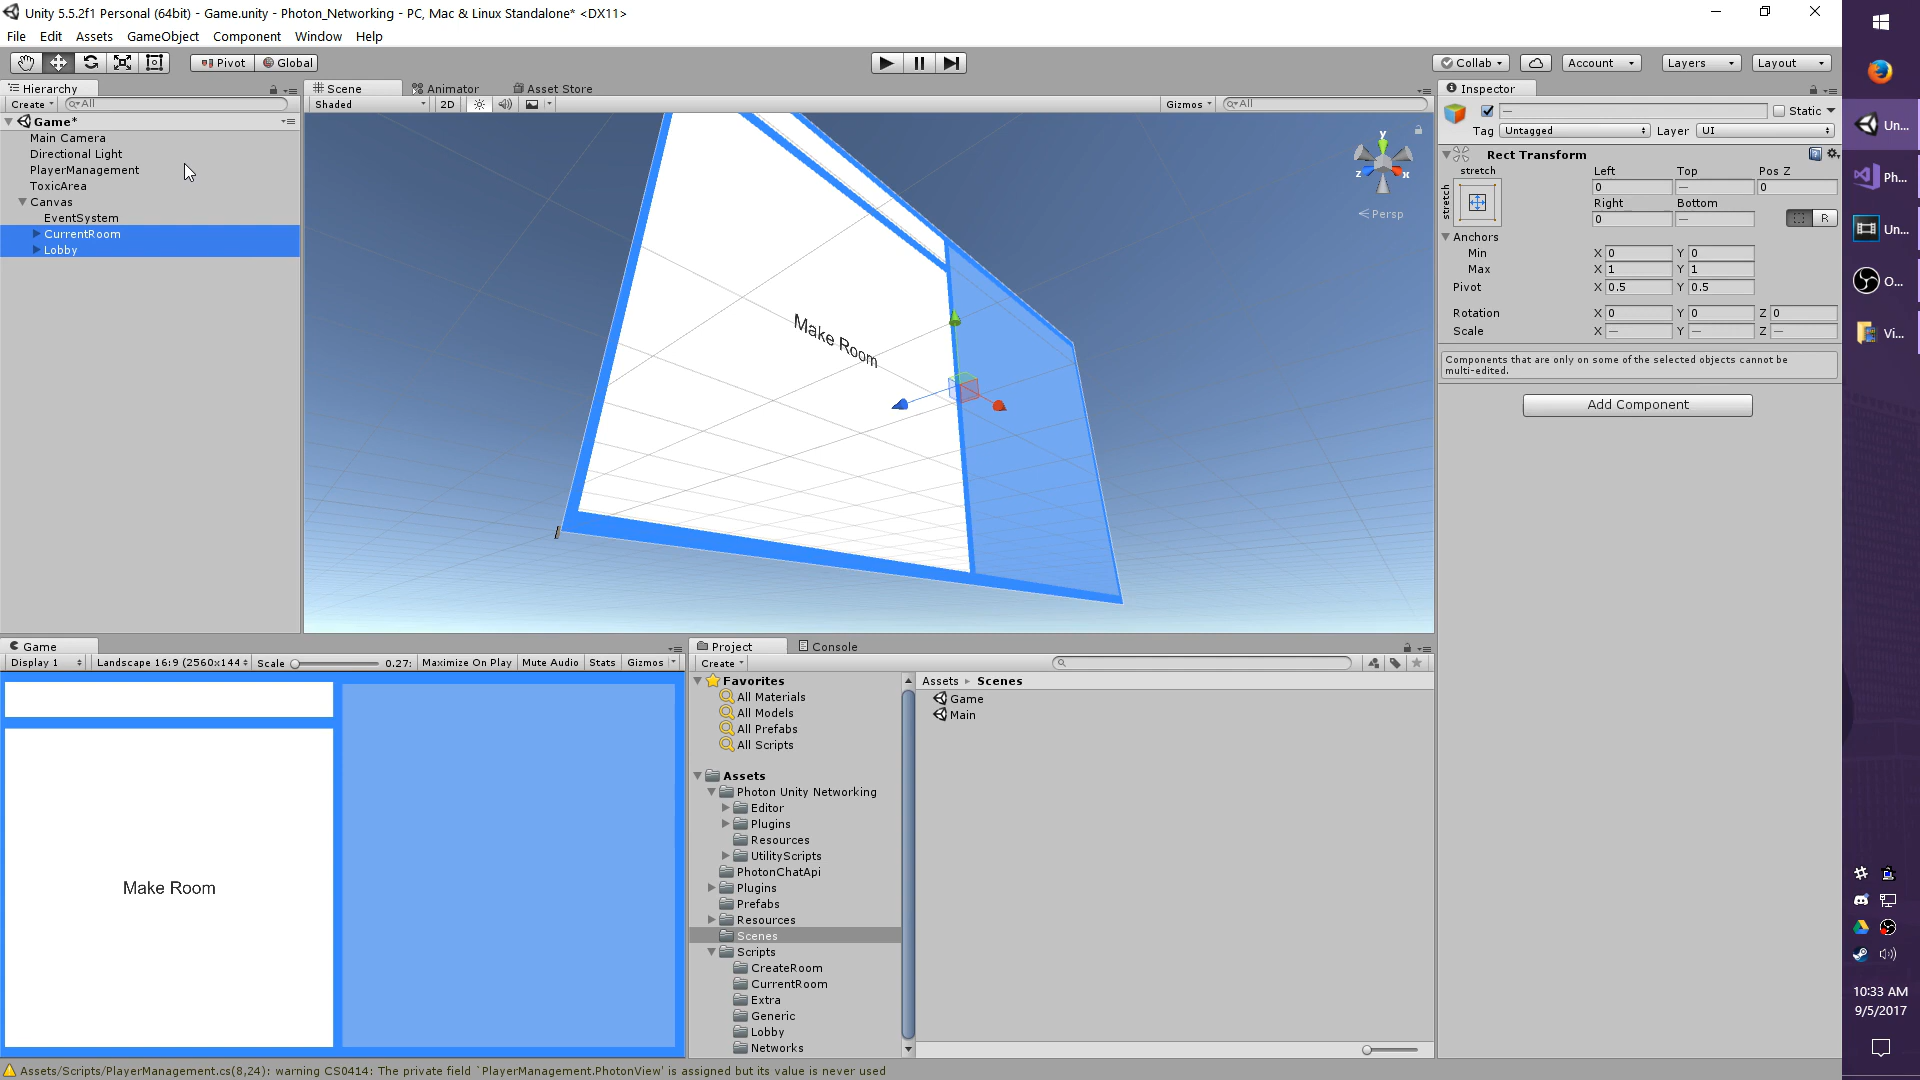 Unity 5.5.2f1 Personal (64bit) - Game.unity - Photon_Networking - PC, Mac & Linux Standalone* <DX11>
File Edit Assets GameObject Component Window Help
Pivot Global Collab Account Layers Layout
Hierarchy Scene Animator Asset Store Inspector
Create All Shaded 2D Gizmos All
Static
Game*
Main Camera
Directional Light
PlayerManagement
ToxicArea
Canvas
EventSystem
CurrentRoom
Lobby
Make Room
y
z x
Persp
Tag Untagged Layer UI
Rect Transform
stretch Left Top Pos Z
stretch
0 — 0
Right Bottom
0 — R
Anchors
Min X 0 Y 0
Max X 1 Y 1
Pivot X 0.5 Y 0.5
Rotation X 0 Y 0 Z 0
Scale X — Y — Z —
Components that are only on some of the selected objects cannot be
multi-edited.
Add Component
Game
Display 1 Landscape 16:9 (2560x144 Scale 0.27: Maximize On Play Mute Audio Stats Gizmos
Make Room
Project Console
Create
Favorites
All Materials
All Models
All Prefabs
All Scripts
Assets
Photon Unity Networking
Editor
Plugins
Resources
UtilityScripts
PhotonChatApi
Plugins
Prefabs
Resources
Scenes
Scripts
CreateRoom
CurrentRoom
Extra
Generic
Lobby
Networks
Assets Scenes
Game
Main
Assets/Scripts/PlayerManagement.cs(8,24): warning CS0414: The private field `PlayerManagement.PhotonView' is assigned but its value is never used
Un...
Ph...
Un...
O...
Vi...
10:33 AM
9/5/2017